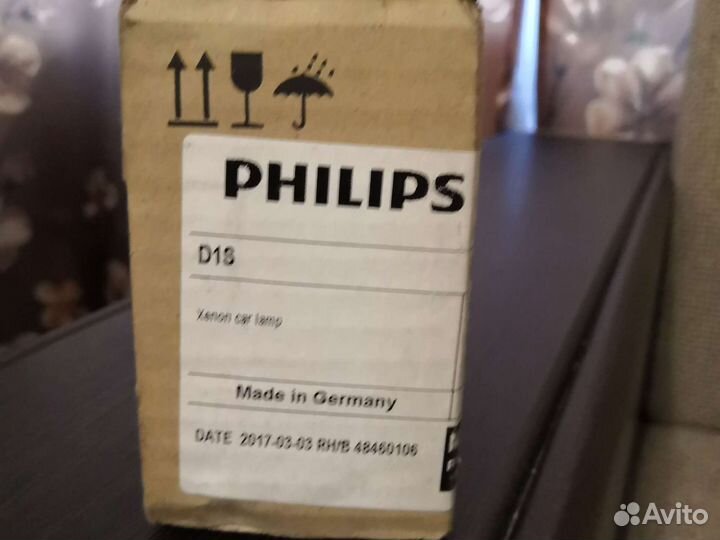 PHILIPS
D1S
Xenon car lamp
Made in Germany
DATE 2017-03-03 RH/B 48460106
Avito